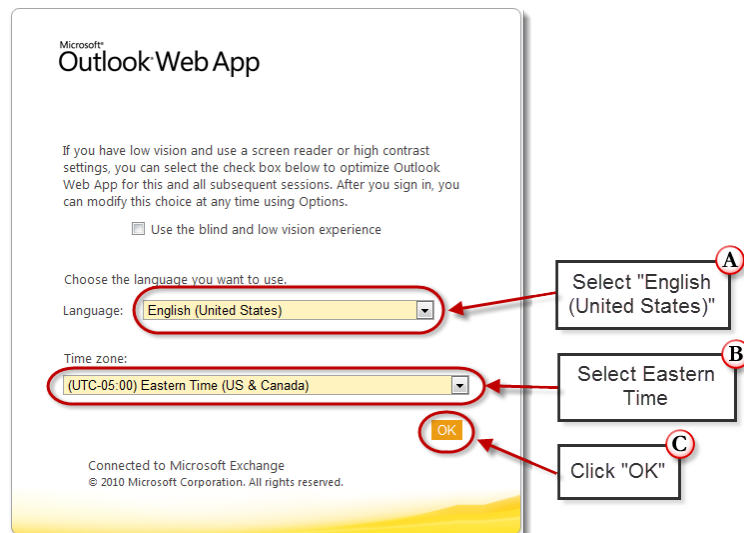 Microsoft®
Outlook Web App
If you have low vision and use a screen reader or high contrast
settings, you can select the check box below to optimize Outlook
Web App for this and all subsequent sessions. After you sign in, you
can modify this choice at any time using Options.
Use the blind and low vision experience
Choose the language you want to use.
Language: English (United States)
Time zone:
(UTC-05:00) Eastern Time (US & Canada)
OK
Connected to Microsoft Exchange
© 2010 Microsoft Corporation. All rights reserved.
A
Select "English
(United States)"
B
Select Eastern
Time
C
Click "OK"